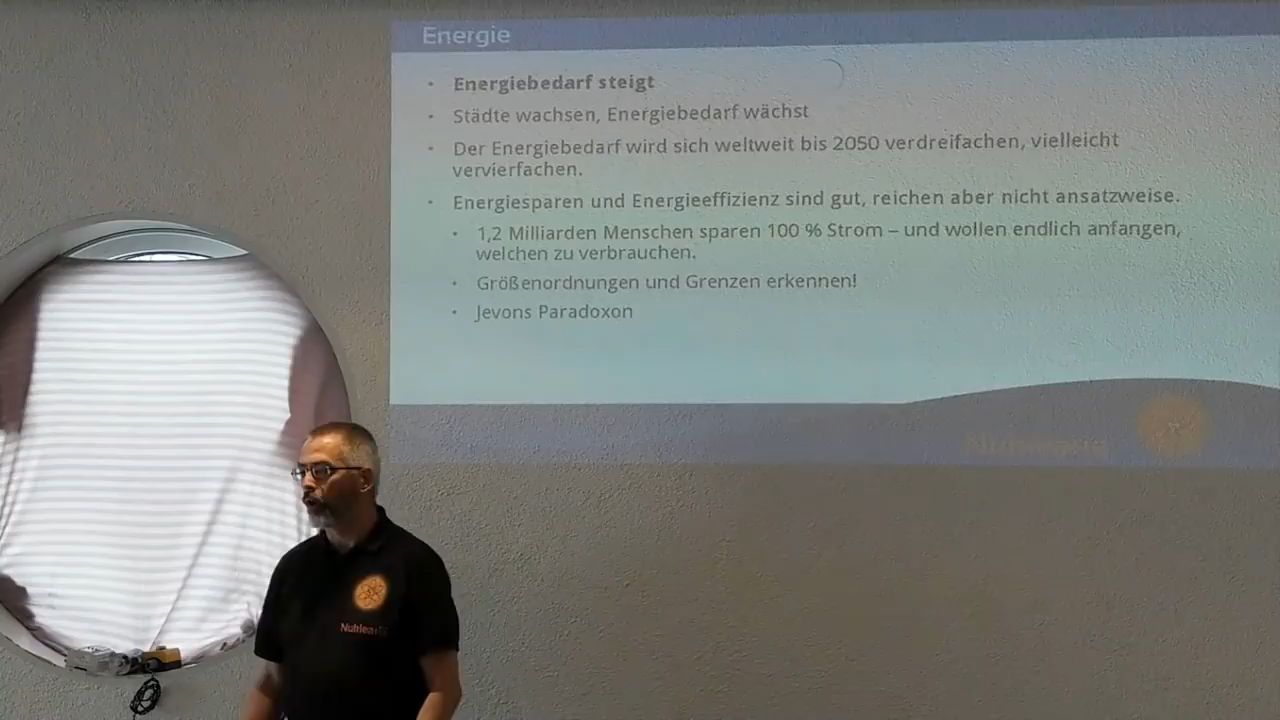 Energie
• Energiebedarf steigt
• Städte wachsen, Energiebedarf wächst
• Der Energiebedarf wird sich weltweit bis 2050 verdreifachen, vielleicht
vervierfachen.
• Energiesparen und Energieeffizienz sind gut, reichen aber nicht ansatzweise.
• 1,2 Milliarden Menschen sparen 100 % Strom – und wollen endlich anfangen,
welchen zu verbrauchen.
• Größenordnungen und Grenzen erkennen!
• Jevons Paradoxon